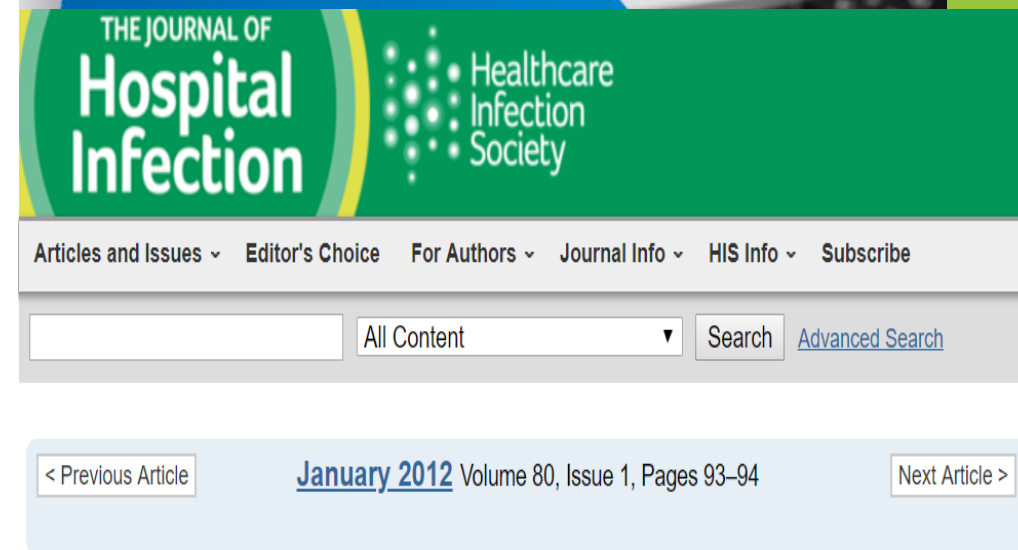 THE JOURNAL OF
Hospital
Infection
Healthcare
Infection
Society
Articles and Issues Editor's Choice For Authors Journal Info HIS Info Subscribe
All Content Search Advanced Search
< Previous Article January 2012 Volume 80, Issue 1, Pages 93–94 Next Article >